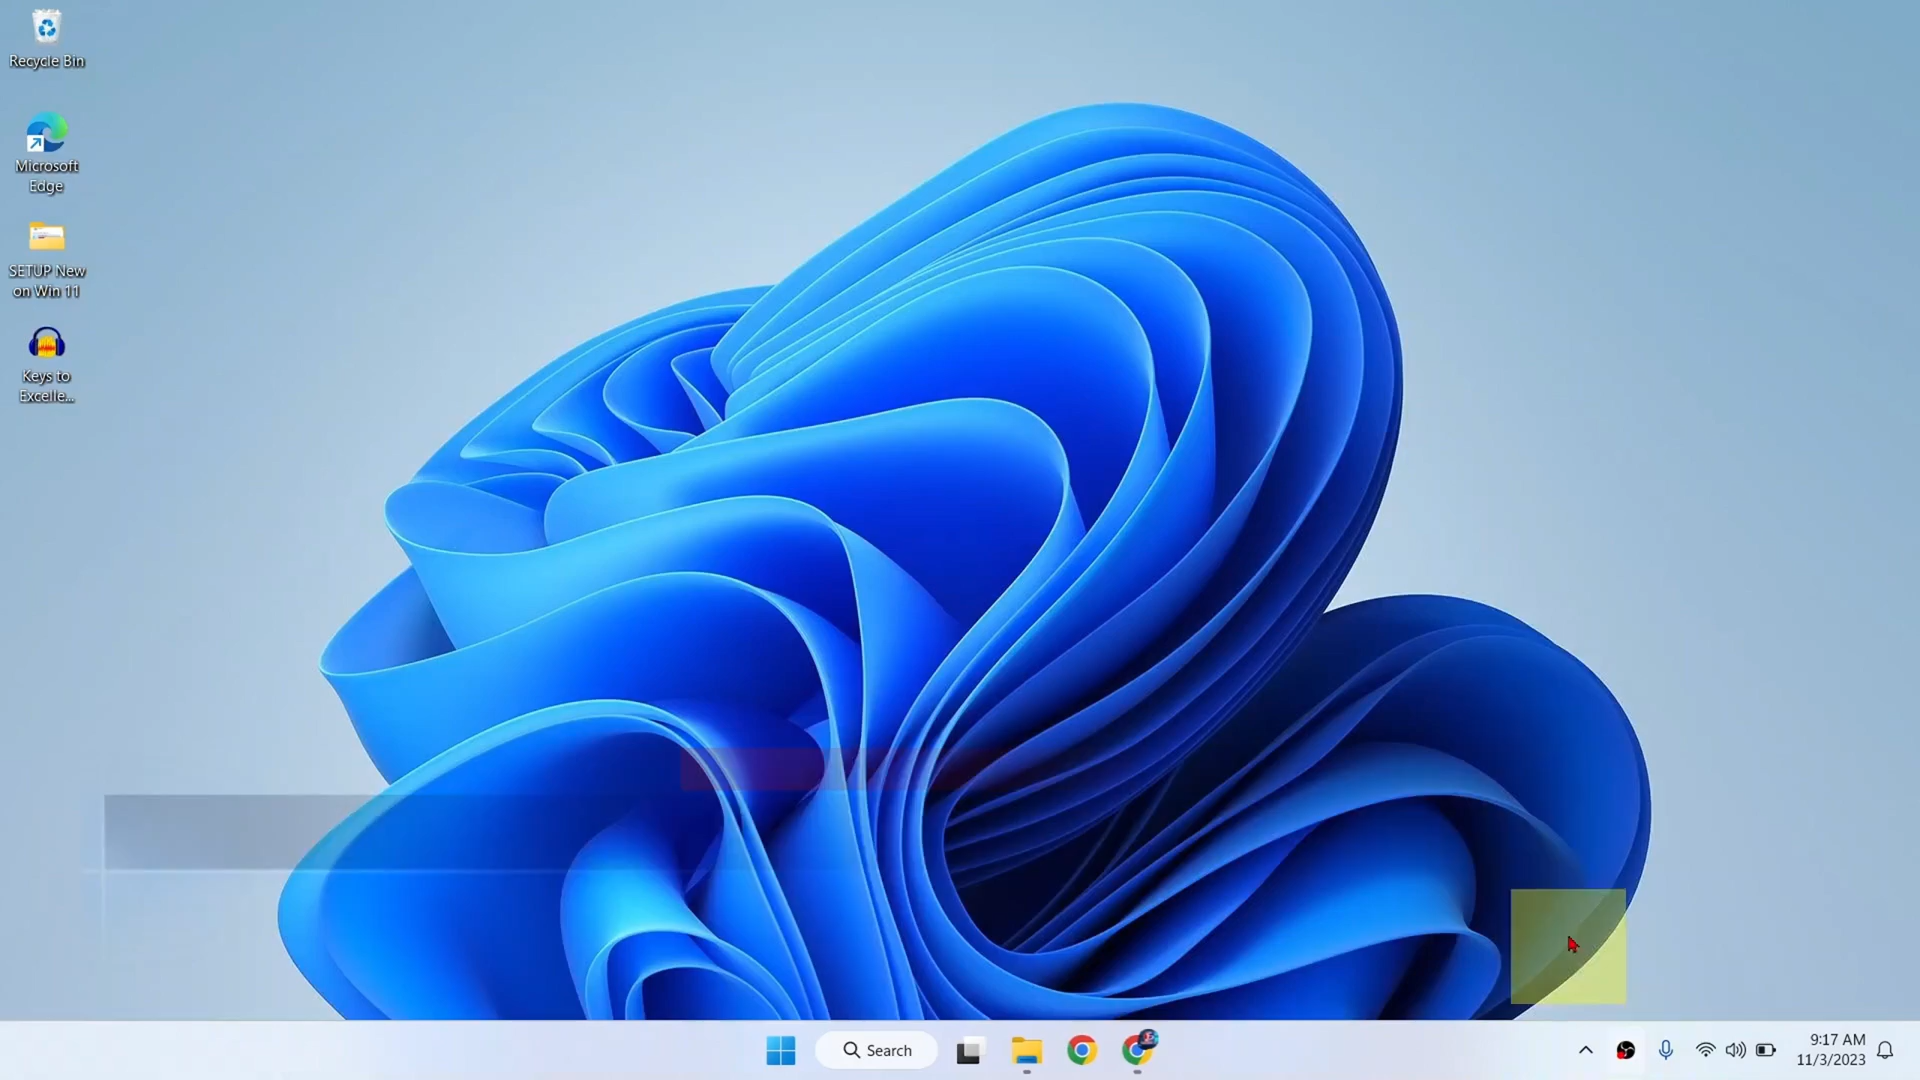 Recycle Bin
Microsoft
Edge
SETUP New
on Win 11
Keys to
Excelle...
Search
9:17 AM
11/3/2023